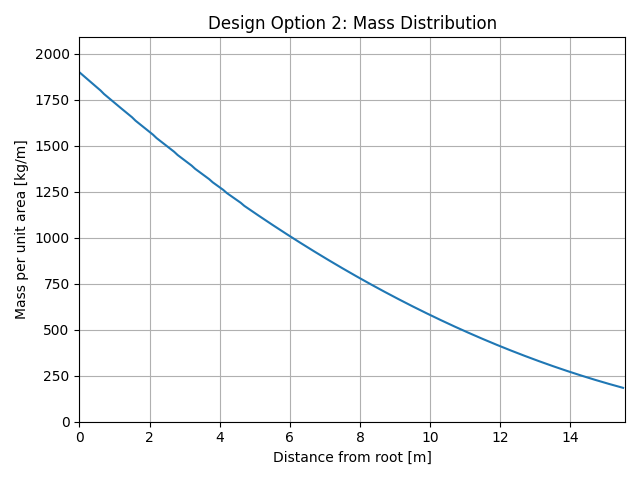 Design Option 2: Mass Distribution
2000
1750
1500
1250
1000
750
500
250
0
Mass per unit area [kg/m]
0 2 4 6 8 10 12 14
Distance from root [m]